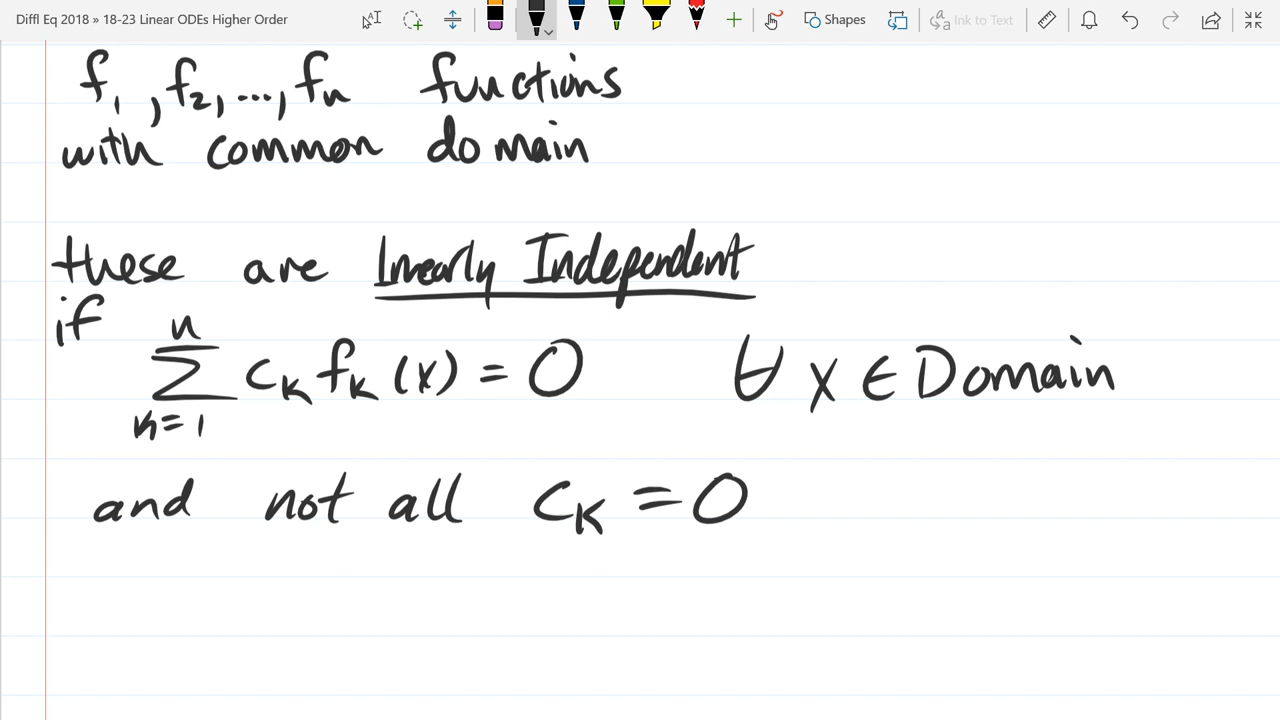 Diffl Eq 2018 » 18-23 Linear ODEs Higher Order
Shapes
Ink to Text
f₁, f₂, ..., fₙ functions
with common domain
these are Linearly Independent
if
n
∑ cₖ fₖ (x) = 0 ∀ x ∈ Domain
k=1
and not all cₖ = 0